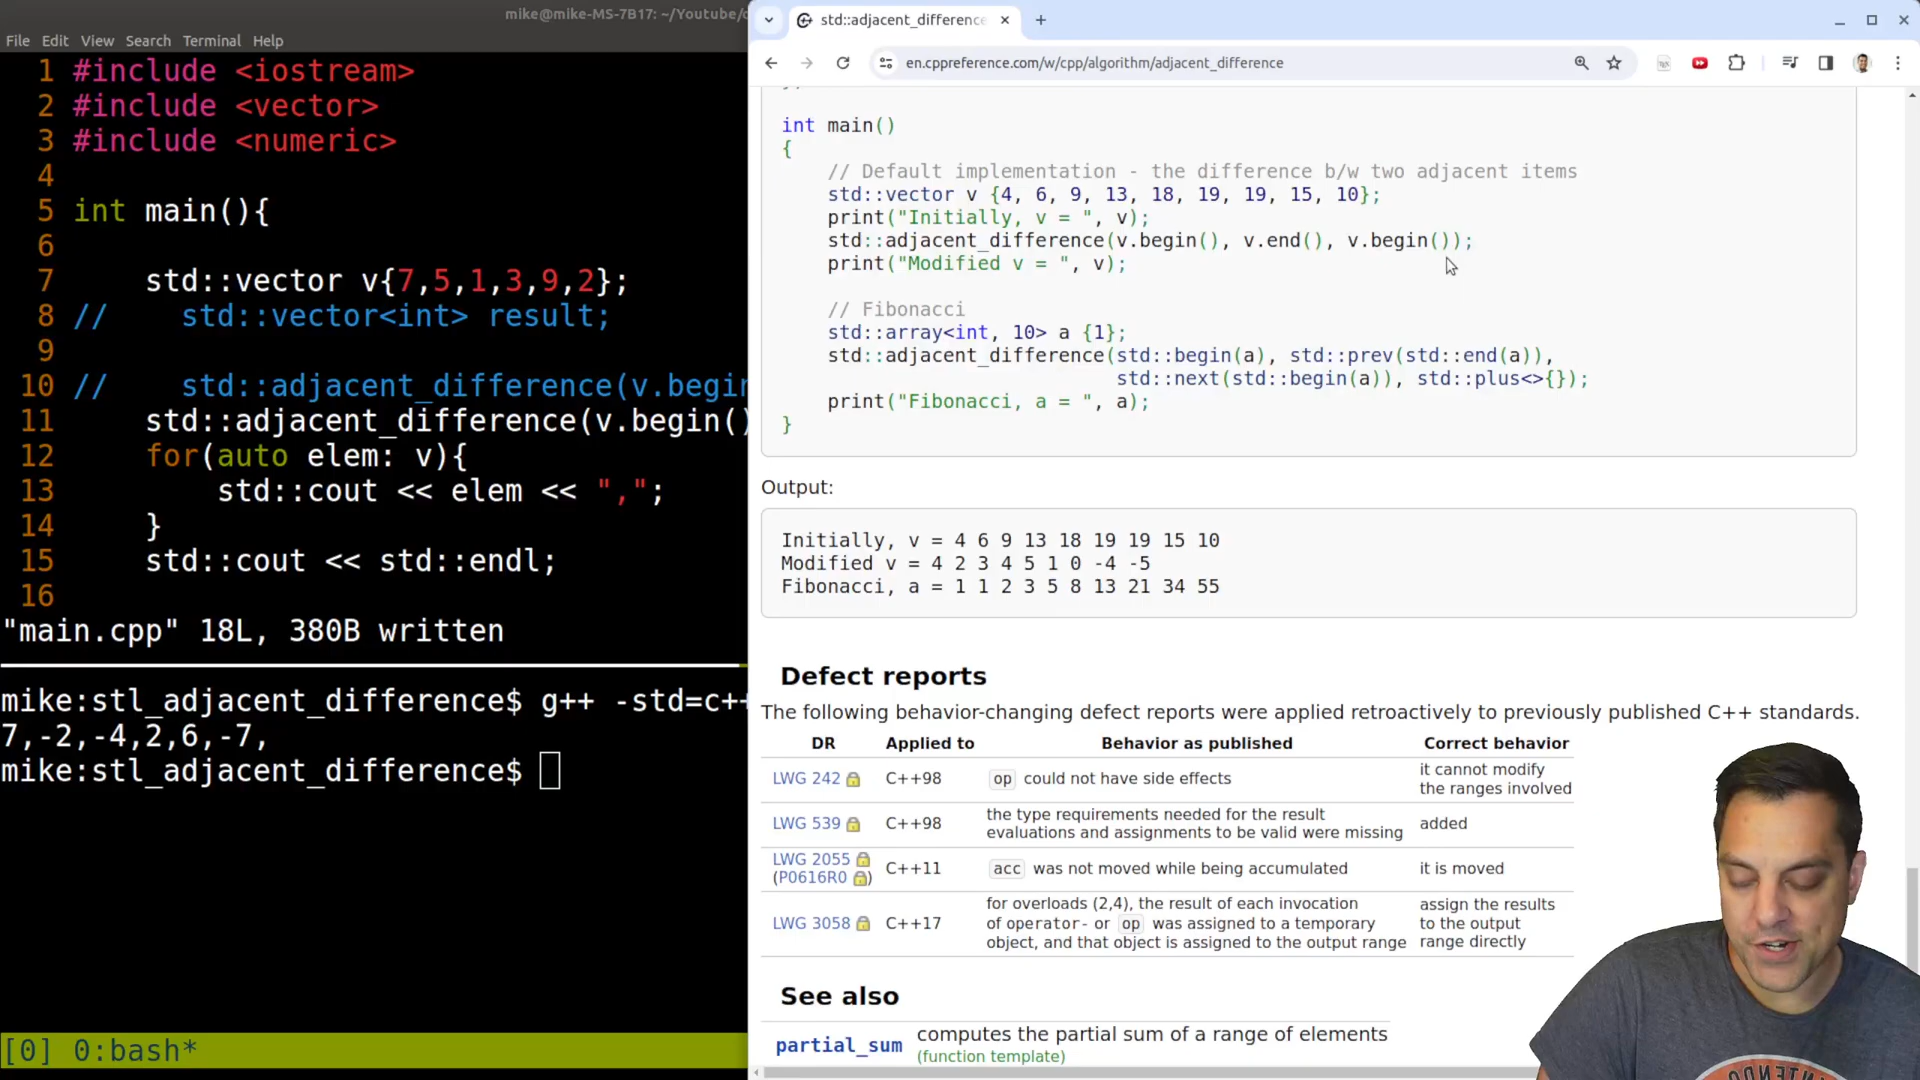 mike@mike-MS-7B17: ~/Youtube/c
File Edit View Search Terminal Help
1 #include <iostream>
2 #include <vector>
3 #include <numeric>
4
5 int main(){
6
7 std::vector v{7,5,1,3,9,2};
8 // std::vector<int> result;
9
10 // std::adjacent_difference(v.begin
11 std::adjacent_difference(v.begin()
12 for(auto elem: v){
13 std::cout << elem << ",";
14 }
15 std::cout << std::endl;
16
"main.cpp" 18L, 380B written
mike:stl_adjacent_difference$ g++ -std=c++
7,-2,-4,2,6,-7,
mike:stl_adjacent_difference$
[0] 0:bash*
std::adjacent_difference
en.cppreference.com/w/cpp/algorithm/adjacent_difference
int main()
{
// Default implementation - the difference b/w two adjacent items
std::vector v {4, 6, 9, 13, 18, 19, 19, 15, 10};
print("Initially, v = ", v);
std::adjacent_difference(v.begin(), v.end(), v.begin());
print("Modified v = ", v);
// Fibonacci
std::array<int, 10> a {1};
std::adjacent_difference(std::begin(a), std::prev(std::end(a)),
std::next(std::begin(a)), std::plus<>{});
print("Fibonacci, a = ", a);
}
Output:
Initially, v = 4 6 9 13 18 19 19 15 10
Modified v = 4 2 3 4 5 1 0 -4 -5
Fibonacci, a = 1 1 2 3 5 8 13 21 34 55
Defect reports
The following behavior-changing defect reports were applied retroactively to previously published C++ standards.
DR Applied to Behavior as published Correct behavior
LWG 242 C++98 op could not have side effects it cannot modify
the ranges involved
LWG 539 C++98 the type requirements needed for the result
evaluations and assignments to be valid were missing added
LWG 2055
(P0616R0) C++11 acc was not moved while being accumulated it is moved
LWG 3058 C++17 for overloads (2,4), the result of each invocation
of operator- or op was assigned to a temporary
object, and that object is assigned to the output range
assign the results
to the output
range directly
See also
partial_sum computes the partial sum of a range of elements
(function template)
NTENDO